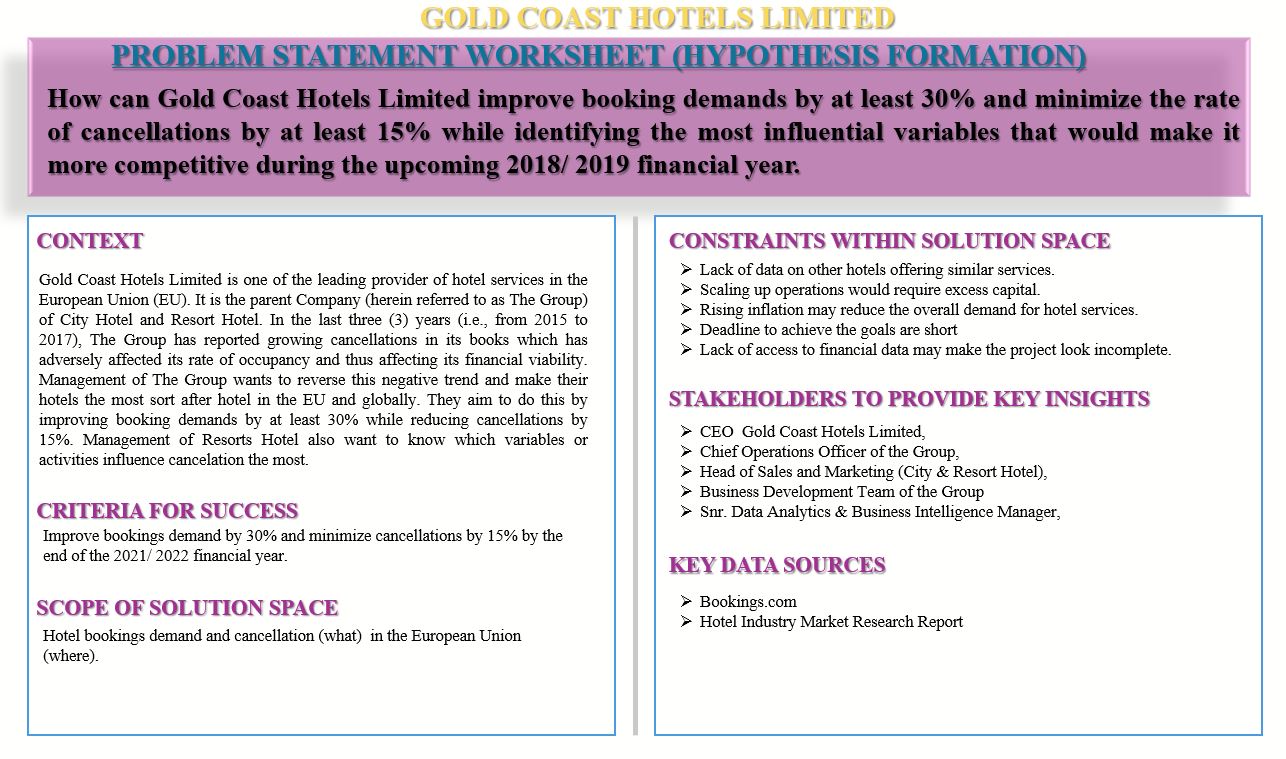 GOLD COAST HOTELS LIMITED
PROBLEM STATEMENT WORKSHEET (HYPOTHESIS FORMATION)
How can Gold Coast Hotels Limited improve booking demands by at least 30% and minimize the rate
of cancellations by at least 15% while identifying the most influential variables that would make it
more competitive during the upcoming 2018/ 2019 financial year.
CONTEXT
Gold Coast Hotels Limited is one of the leading provider of hotel services in the
European Union (EU). It is the parent Company (herein referred to as The Group)
of City Hotel and Resort Hotel. In the last three (3) years (i.e., from 2015 to
2017), The Group has reported growing cancellations in its books which has
adversely affected its rate of occupancy and thus affecting its financial viability.
Management of The Group wants to reverse this negative trend and make their
hotels the most sort after hotel in the EU and globally. They aim to do this by
improving booking demands by at least 30% while reducing cancellations by
15%. Management of Resorts Hotel also want to know which variables or
activities influence cancelation the most.
CRITERIA FOR SUCCESS
Improve bookings demand by 30% and minimize cancellations by 15% by the
end of the 2021/ 2022 financial year.
SCOPE OF SOLUTION SPACE
Hotel bookings demand and cancellation (what)  in the European Union
(where).
CONSTRAINTS WITHIN SOLUTION SPACE
➢ Lack of data on other hotels offering similar services.
➢ Scaling up operations would require excess capital.
➢ Rising inflation may reduce the overall demand for hotel services.
➢ Deadline to achieve the goals are short
➢ Lack of access to financial data may make the project look incomplete.
STAKEHOLDERS TO PROVIDE KEY INSIGHTS
➢ CEO  Gold Coast Hotels Limited,
➢ Chief Operations Officer of the Group,
➢ Head of Sales and Marketing (City & Resort Hotel),
➢ Business Development Team of the Group
➢ Snr. Data Analytics & Business Intelligence Manager,
KEY DATA SOURCES
➢ Bookings.com
➢ Hotel Industry Market Research Report